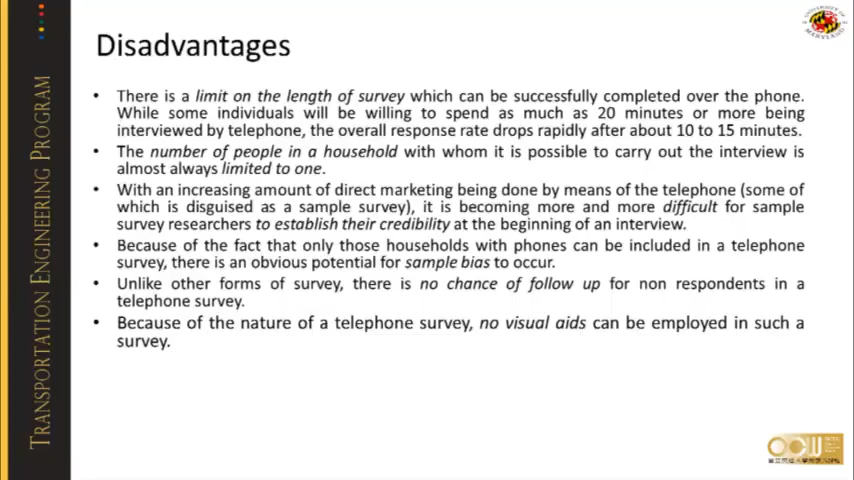 Disadvantages
• There is a limit on the length of survey which can be successfully completed over the phone.
While some individuals will be willing to spend as much as 20 minutes or more being
interviewed by telephone, the overall response rate drops rapidly after about 10 to 15 minutes.
• The number of people in a household with whom it is possible to carry out the interview is
almost always limited to one.
• With an increasing amount of direct marketing being done by means of the telephone (some of
which is disguised as a sample survey), it is becoming more and more difficult for sample
survey researchers to establish their credibility at the beginning of an interview.
• Because of the fact that only those households with phones can be included in a telephone
survey, there is an obvious potential for sample bias to occur.
• Unlike other forms of survey, there is no chance of follow up for non respondents in a
telephone survey.
• Because of the nature of a telephone survey, no visual aids can be employed in such a
survey.
TRANSPORTATION ENGINEERING PROGRAM
UNIVERSITY OF
MARYLAND
OCW